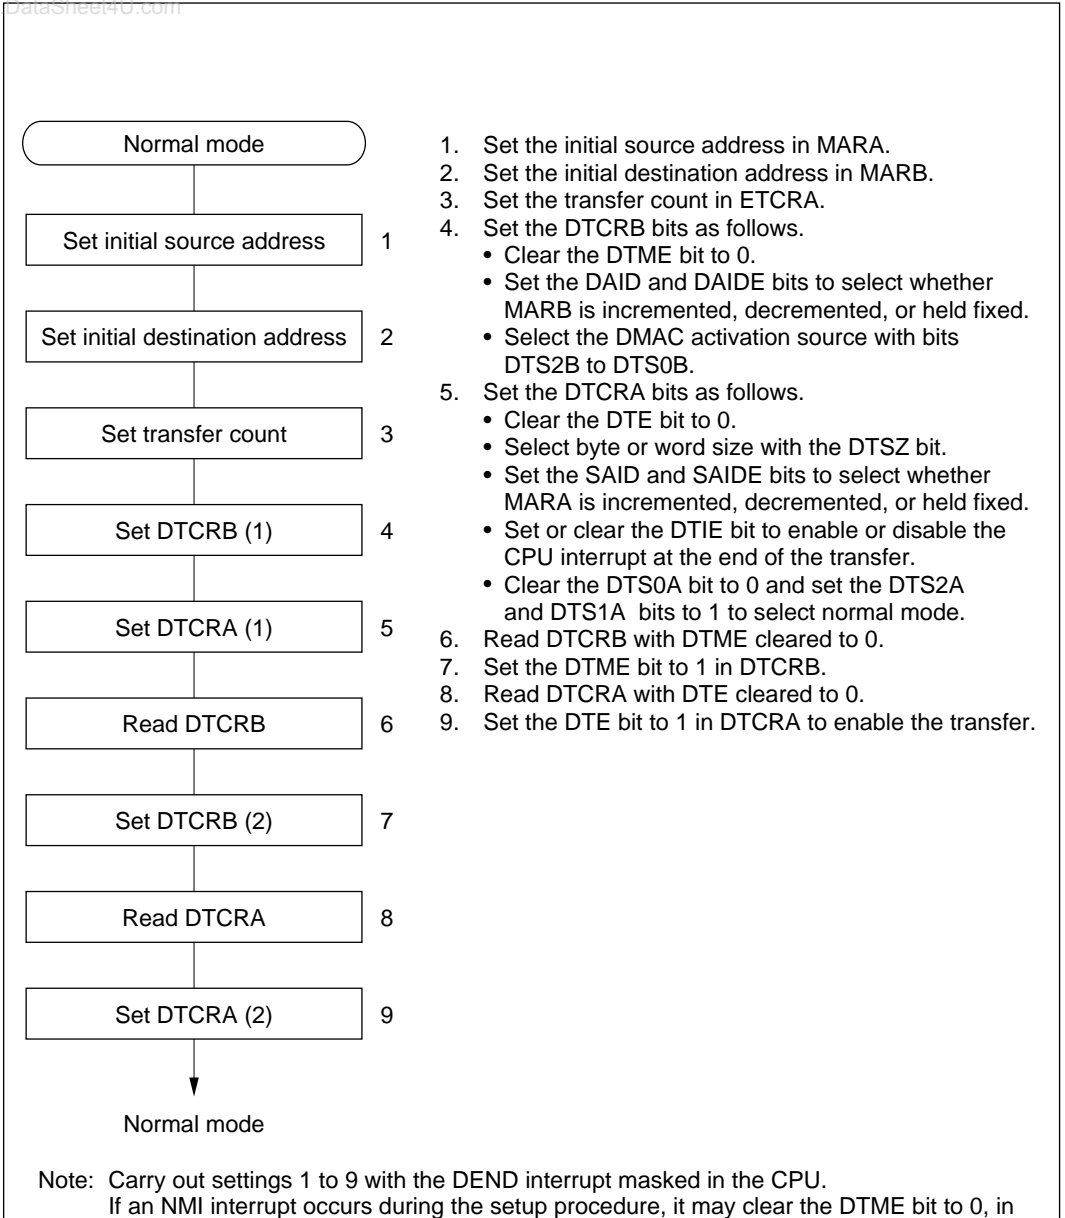 DataSheet4U.com
Normal mode
Set initial source address 1
Set initial destination address 2
Set transfer count 3
Set DTCRB (1) 4
Set DTCRA (1) 5
Read DTCRB 6
Set DTCRB (2) 7
Read DTCRA 8
Set DTCRA (2) 9
Normal mode
1. Set the initial source address in MARA.
2. Set the initial destination address in MARB.
3. Set the transfer count in ETCRA.
4. Set the DTCRB bits as follows.
• Clear the DTME bit to 0.
• Set the DAID and DAIDE bits to select whether
MARB is incremented, decremented, or held fixed.
• Select the DMAC activation source with bits
DTS2B to DTS0B.
5. Set the DTCRA bits as follows.
• Clear the DTE bit to 0.
• Select byte or word size with the DTSZ bit.
• Set the SAID and SAIDE bits to select whether
MARA is incremented, decremented, or held fixed.
• Set or clear the DTIE bit to enable or disable the
CPU interrupt at the end of the transfer.
• Clear the DTS0A bit to 0 and set the DTS2A
and DTS1A bits to 1 to select normal mode.
6. Read DTCRB with DTME cleared to 0.
7. Set the DTME bit to 1 in DTCRB.
8. Read DTCRA with DTE cleared to 0.
9. Set the DTE bit to 1 in DTCRA to enable the transfer.
Note: Carry out settings 1 to 9 with the DEND interrupt masked in the CPU.
If an NMI interrupt occurs during the setup procedure, it may clear the DTME bit to 0, in